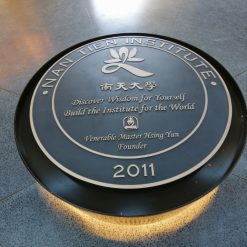 • NAN TIEN INSTITUTE •
南天大學
Discover Wisdom for Yourself
Build the Institute for the World
Venerable Master Hsing Yun
Founder
2011